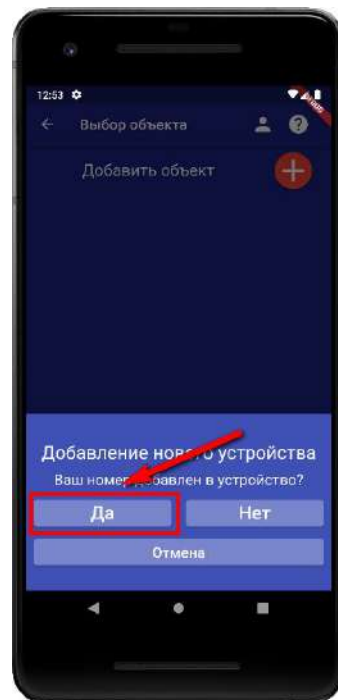 12:53
Выбор объекта
Добавить объект
Добавление нового устройства
Ваш номер добавлен в устройство?
Да
Нет
Отмена